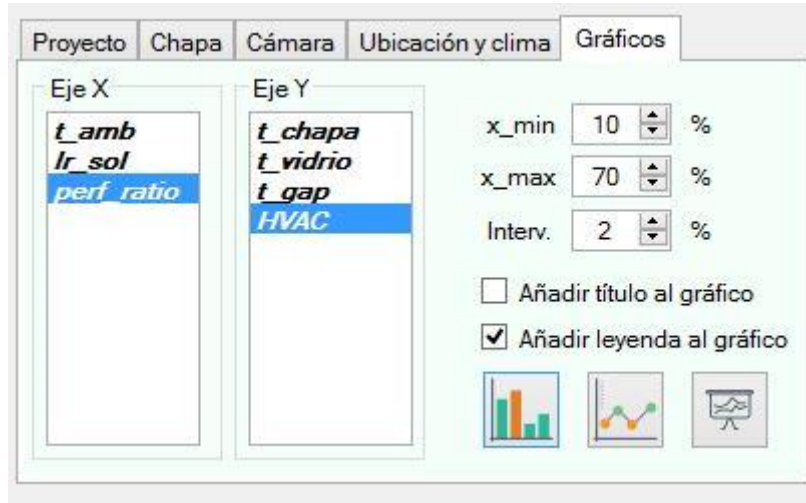 Proyecto Chapa Cámara Ubicación y clima Gráficos
Eje X
t_amb
Ir_sol
perf_ratio
Eje Y
t_chapa
t_vidrio
t_gap
HVAC
x_min 10 %
x_max 70 %
Interv. 2 %
Añadir título al gráfico
Añadir leyenda al gráfico